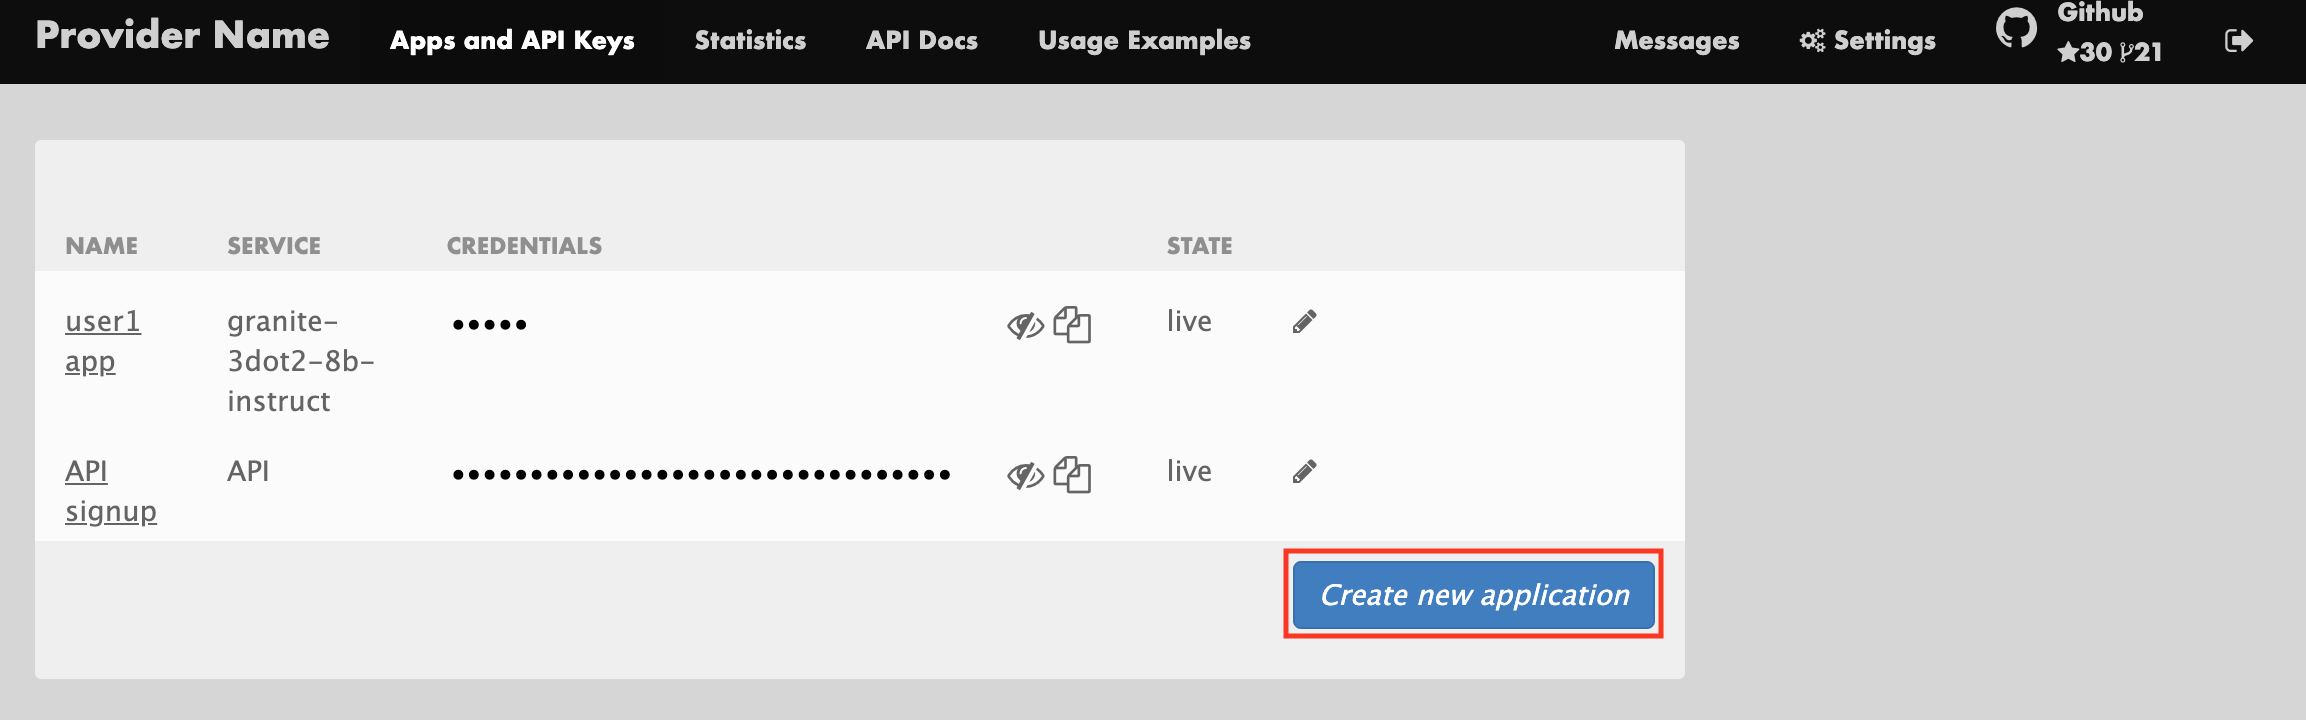 Provider Name Apps and API Keys Statistics API Docs Usage Examples Messages Settings Github
30 21
NAME SERVICE CREDENTIALS STATE
user1 granite- ••••• live
app 3dot2-8b-
instruct
API API •••••••••••••••••••••••••••••••• live
signup
Create new application